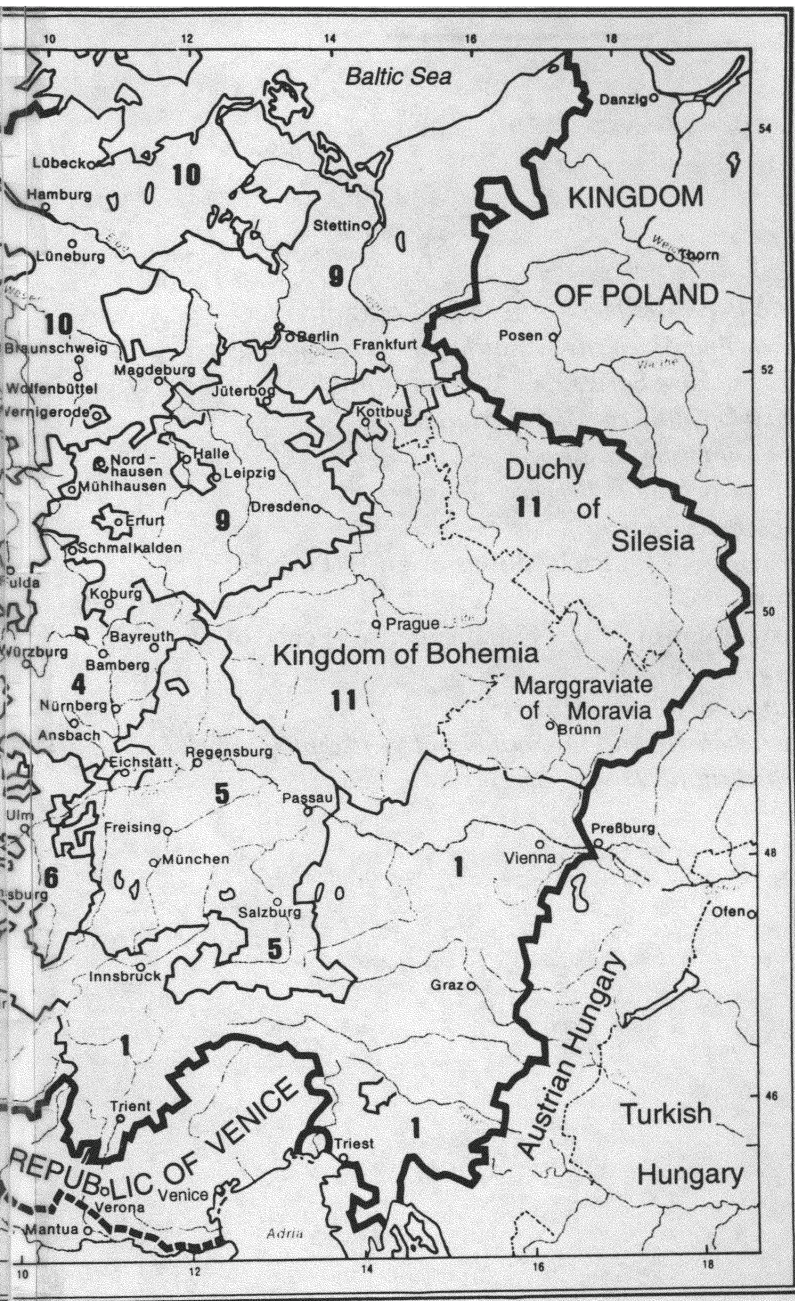 10 12 14 16 18
Baltic Sea
Danzig
54
Lübeck
10
Hamburg
KINGDOM
Stettin
Lüneburg
Thorn
9
OF POLAND
10
Berlin
Posen
Braunschweig
Frankfurt
Magdeburg
52
Wolfenbüttel
Jüterbog
Wernigerode
Kottbus
Halle
Nord-
hausen
Leipzig
Duchy
Mühlhausen
11 of
Dresden
9
Erfurt
Silesia
Schmalkalden
Fulda
Koburg
50
Prague
Bayreuth
Würzburg
Bamberg
Kingdom of Bohemia
4
11
Marggraviate
of Moravia
Nürnberg
Ansbach
Brünn
Regensburg
Eichstätt
5
Passau
Ulm
Freising
Preßburg
Vienna
48
München
1
6
sburg
Salzburg
Ofen
5
Innsbruck
Graz
1
Austrian Hungary
46
Trient
Turkish
1
Triest
REPUBLIC OF VENICE
Hungary
Venice
Verona
Mantua
Adria
10 12 14 16 18